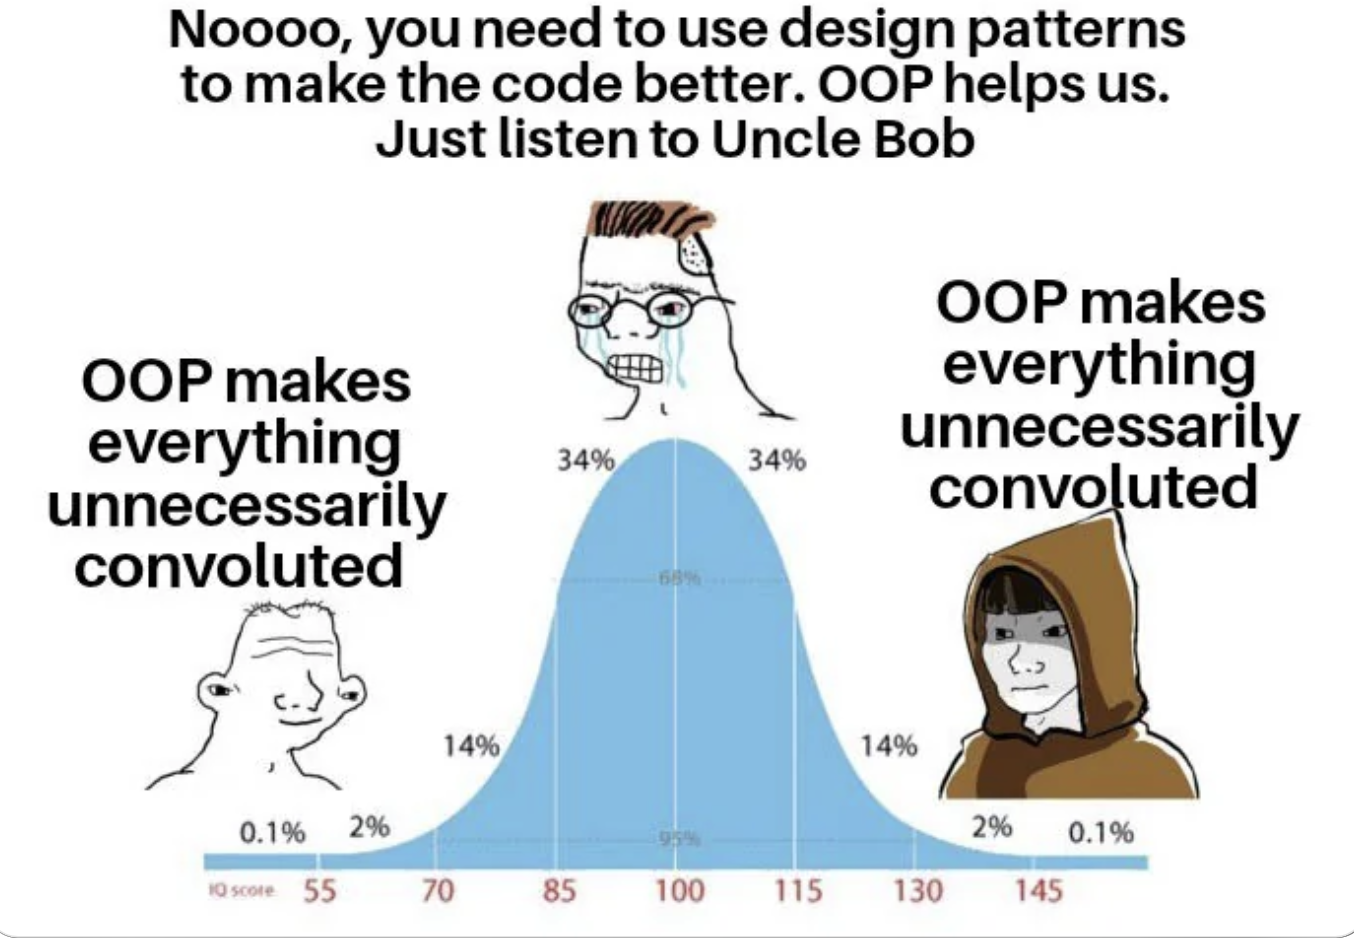 Noooo, you need to use design patterns
to make the code better. OOP helps us.
Just listen to Uncle Bob
OOP makes
everything
unnecessarily
convoluted
OOP makes
everything
unnecessarily
convoluted
34%
34%
68%
14%
14%
0.1%
2%
95%
2%
0.1%
IQ score
55
70
85
100
115
130
145